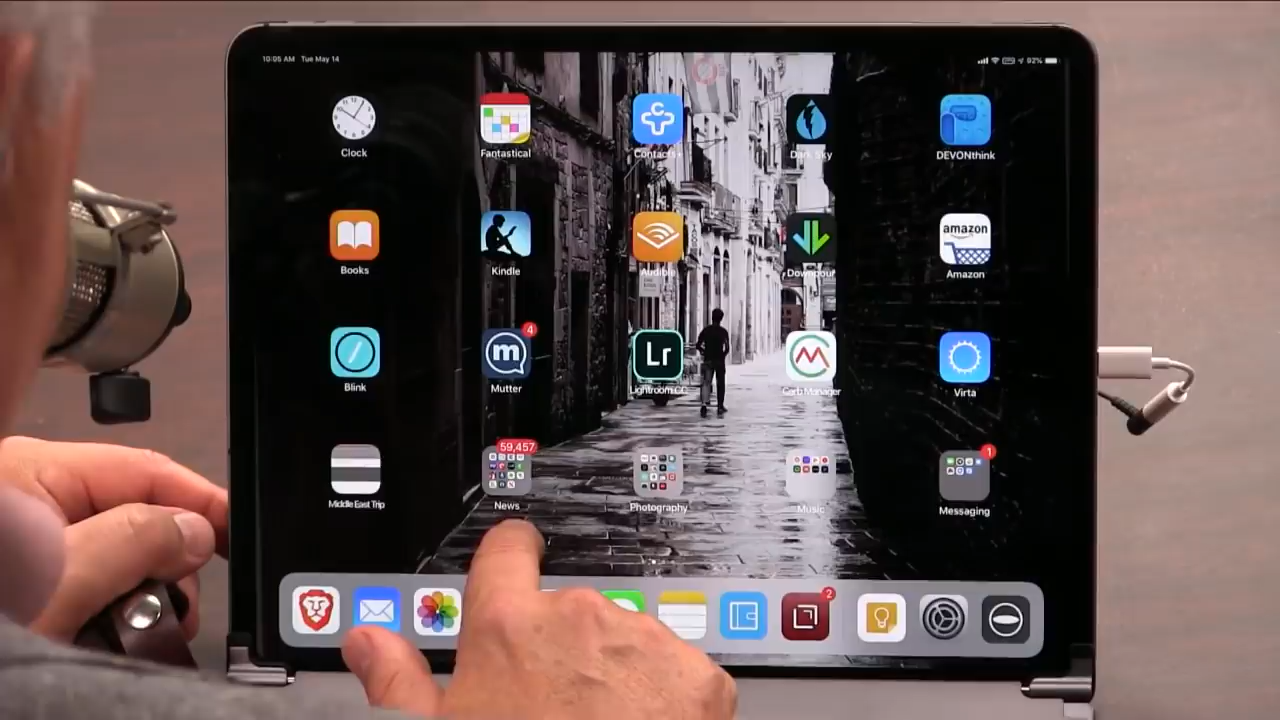 10:05 AM Tue May 14
92%
Clock
Fantastical
Contacts+
Dark Sky
DEVONthink
Books
Kindle
Audible
Downpour
amazon
Amazon
4
m
Lr
Blink
Mutter
Lightroom CC
Carb Manager
Virta
59,457
1
Middle East Trip
News
Photography
Music
Messaging
2